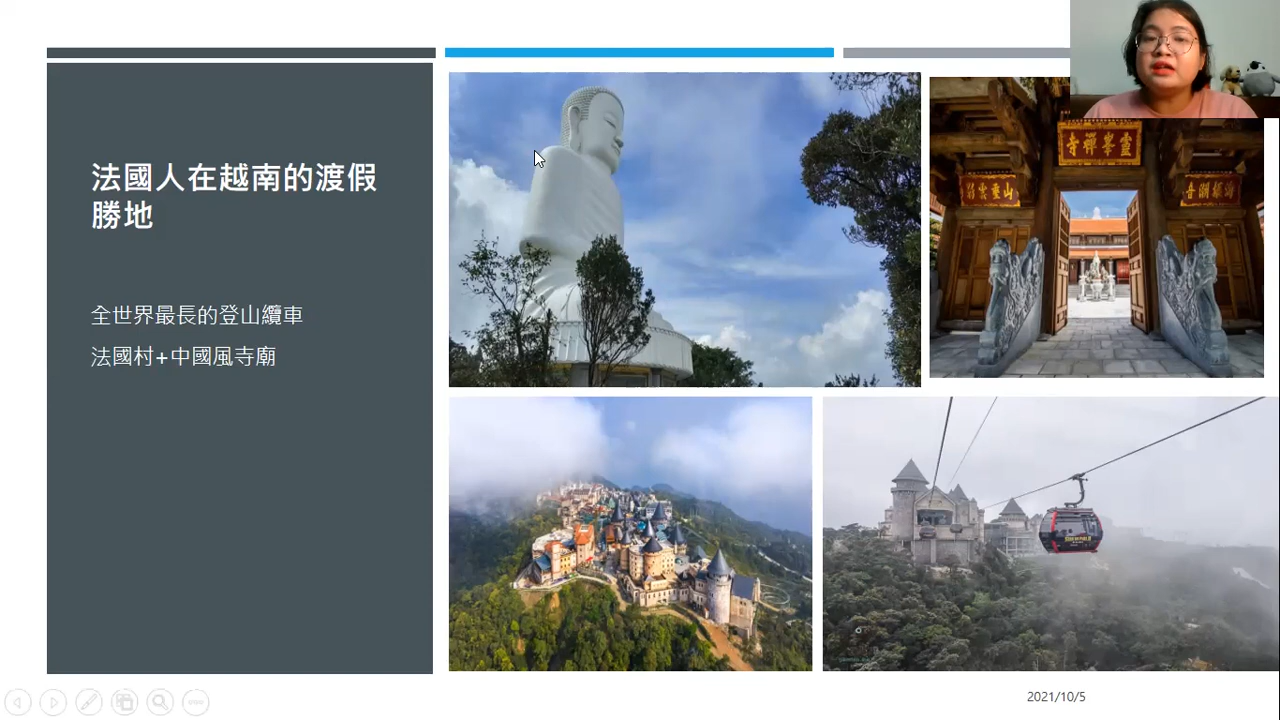 法國人在越南的渡假
勝地
全世界最長的登山纜車
法國村+中國風寺廟
靈峯禪寺
2021/10/5